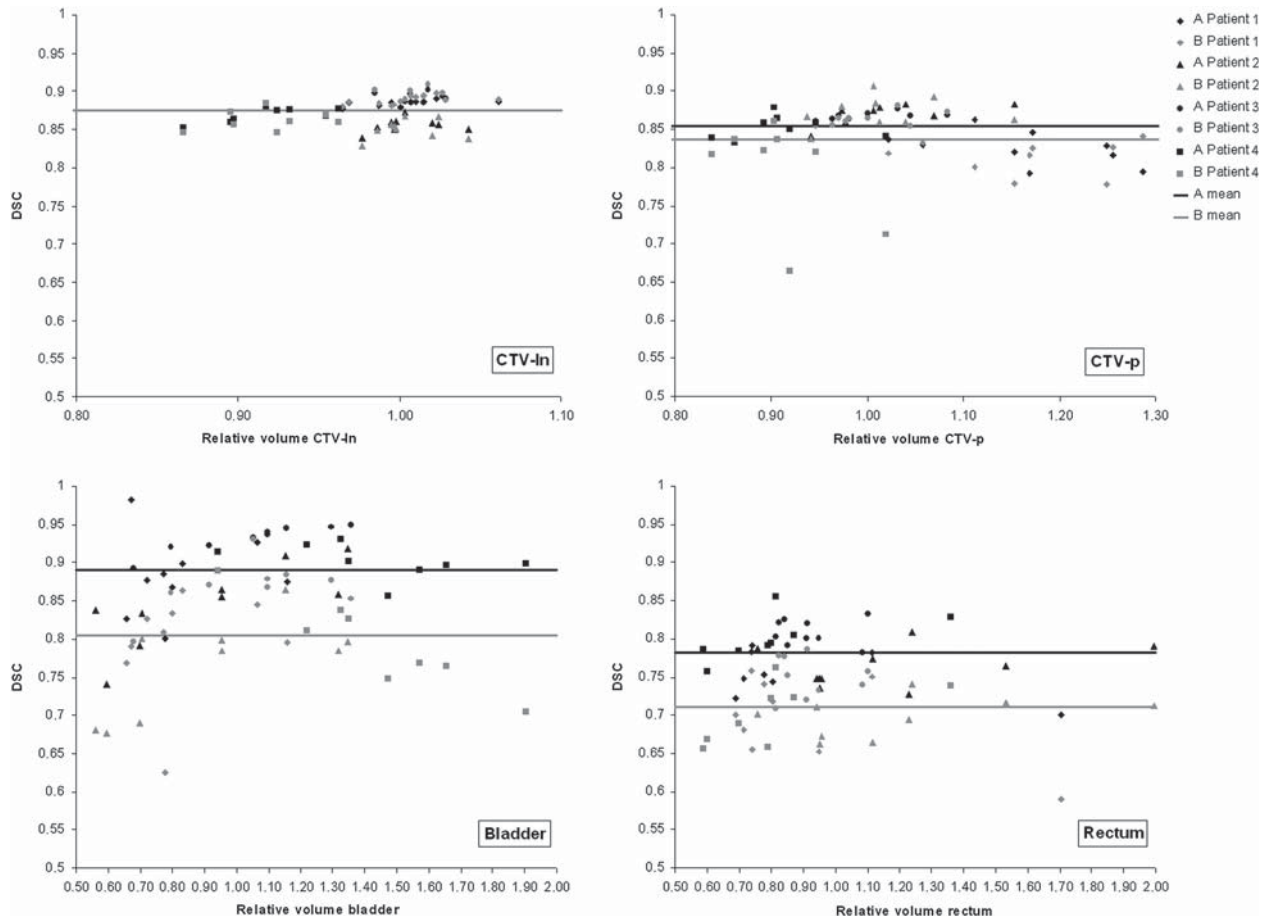 1
0.95
0.9
0.85
0.8
0.75
0.7
0.65
0.6
0.55
0.5
DSC
CTV-ln
0.80 0.90 1.00 1.10
Relative volume CTV-ln
1
0.95
0.9
0.85
0.8
0.75
0.7
0.65
0.6
0.55
0.5
DSC
CTV-p
0.80 0.90 1.00 1.10 1.20 1.30
Relative volume CTV-p
A Patient 1
B Patient 1
A Patient 2
B Patient 2
A Patient 3
B Patient 3
A Patient 4
B Patient 4
A mean
B mean
1
0.95
0.9
0.85
0.8
0.75
0.7
0.65
0.6
0.55
0.5
DSC
Bladder
0.50 0.60 0.70 0.80 0.90 1.00 1.10 1.20 1.30 1.40 1.50 1.60 1.70 1.80 1.90 2.00
Relative volume bladder
1
0.95
0.9
0.85
0.8
0.75
0.7
0.65
0.6
0.55
0.5
DSC
Rectum
0.50 0.60 0.70 0.80 0.90 1.00 1.10 1.20 1.30 1.40 1.50 1.60 1.70 1.80 1.90 2.00
Relative volume rectum